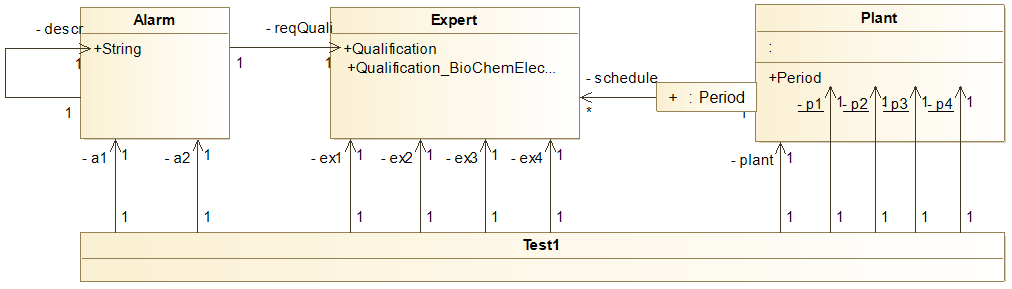 Alarm
Expert
Plant
- descr
+String
1
1
- reqQuali
1
1
+Qualification
+Qualification_BioChemElec...
- schedule
*
+ : Period
1
:
+Period
- p1
1
- p2
1
- p3
1
- p4
1
- a1
1
- a2
1
- ex1
1
- ex2
1
- ex3
1
- ex4
1
- plant
1
1
1
1
1
1
1
1
1
1
1
1
Test1